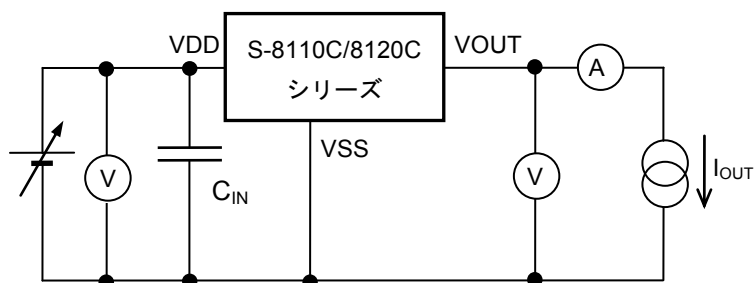 VDD
S-8110C/8120C
シリーズ
VOUT
A
VSS
V
CIN
V
IOUT